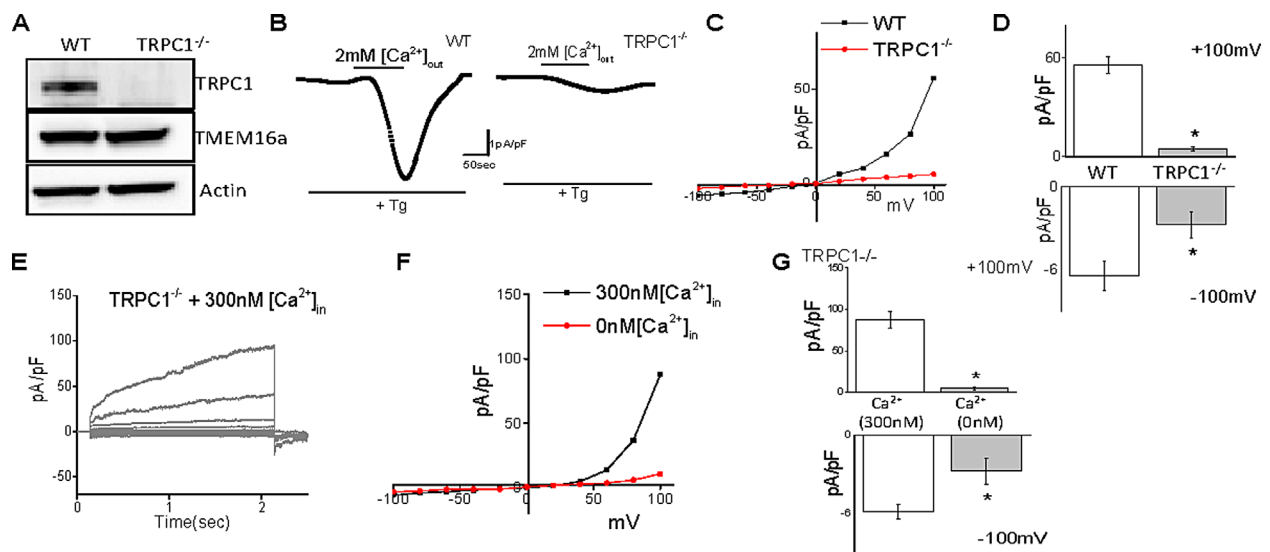 A
WT TRPC1-/-
TRPC1
TMEM16a
Actin
B
2mM [Ca2+]out WT
+ Tg
2mM [Ca2+]out TRPC1-/-
1pA/pF
50sec
+ Tg
C
WT
TRPC1-/-
pA/pF
50
0
-100 -50 0 50 100
mV
D
+100mV
pA/pF
60
0
WT TRPC1-/-
*
0
pA/pF
-6
*
-100mV
E
TRPC1-/- + 300nM [Ca2+]in
pA/pF
150
100
50
0
-50
0 1 2
Time(sec)
F
300nM[Ca2+]in
0nM[Ca2+]in
pA/pF
150
100
50
0
-100 -50 0 50 100
mV
G
TRPC1-/-
+100mV
pA/pF
150
100
50
0
*
Ca2+ Ca2+
(300nM) (0nM)
0
pA/pF
-6
*
-100mV